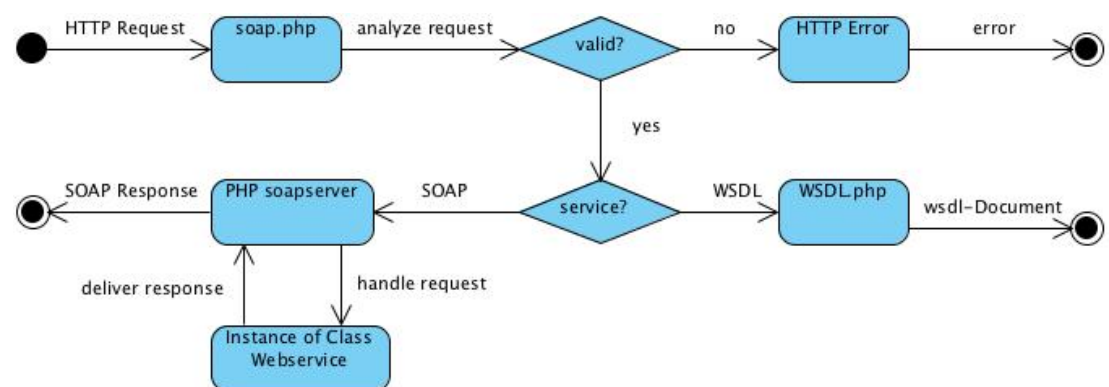 HTTP Request
soap.php
analyze request
valid?
no
HTTP Error
error
yes
SOAP Response
PHP soapserver
SOAP
service?
WSDL
WSDL.php
wsdl-Document
deliver response
handle request
Instance of Class
Webservice